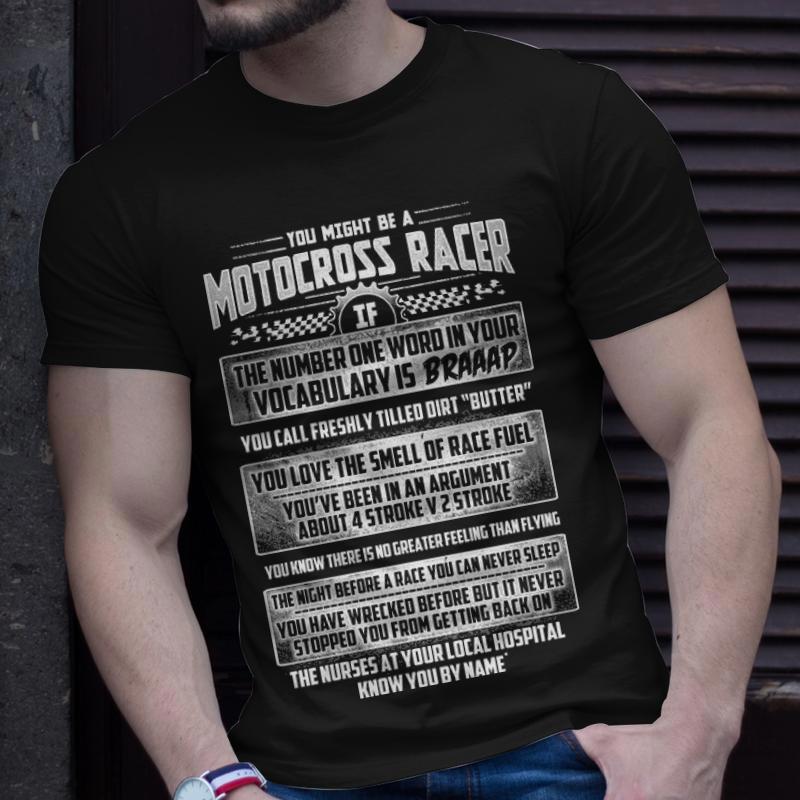 YOU MIGHT BE A
MOTOCROSS RACER
IF
THE NUMBER ONE WORD IN YOUR
VOCABULARY IS BRAAAP
YOU CALL FRESHLY TILLED DIRT "BUTTER"
YOU LOVE THE SMELL OF RACE FUEL
YOU'VE BEEN IN AN ARGUMENT
ABOUT 4 STROKE V 2 STROKE
YOU KNOW THERE IS NO GREATER FEELING THAN FLYING
THE NIGHT BEFORE A RACE YOU CAN NEVER SLEEP
YOU HAVE WRECKED BEFORE BUT IT NEVER
STOPPED YOU FROM GETTING BACK ON
THE NURSES AT YOUR LOCAL HOSPITAL
KNOW YOU BY NAME